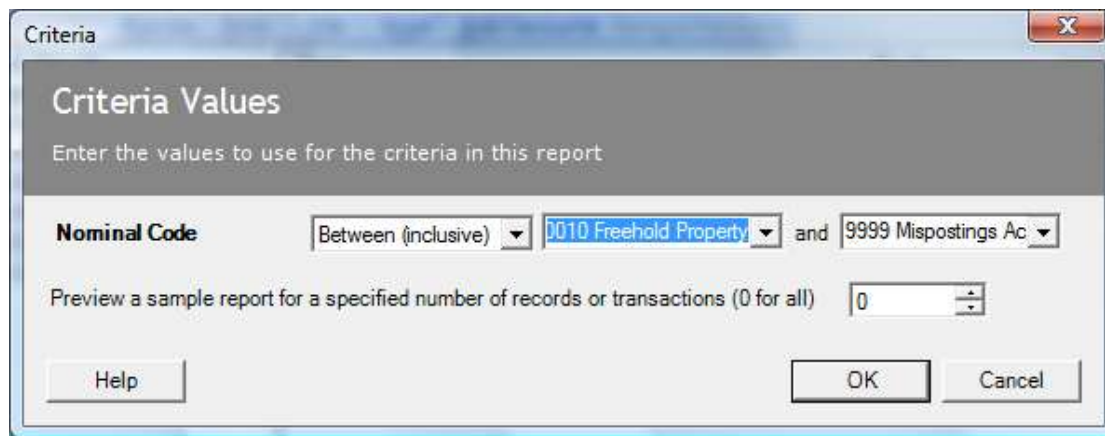 Criteria
Criteria Values
Enter the values to use for the criteria in this report
Nominal Code Between (inclusive) 0010 Freehold Property and 9999 Mispostings Ac
Preview a sample report for a specified number of records or transactions (0 for all) 0
Help OK Cancel